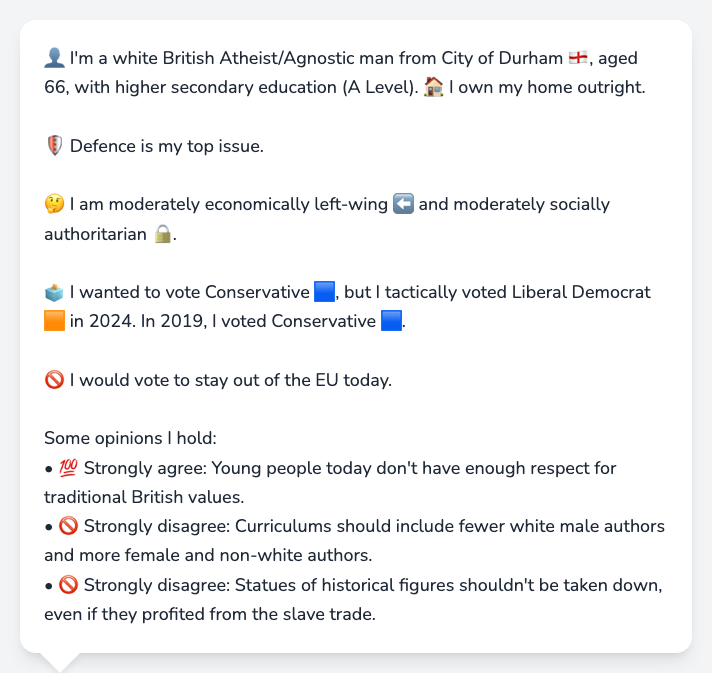 👤 I'm a white British Atheist/Agnostic man from City of Durham 🏴󠁧󠁢󠁥󠁮󠁧󠁿, aged
66, with higher secondary education (A Level). 🏠 I own my home outright.
🛡️ Defence is my top issue.
🤔 I am moderately economically left-wing ⬅️ and moderately socially
authoritarian 🔒.
🗳️ I wanted to vote Conservative 🟦, but I tactically voted Liberal Democrat
🟧 in 2024. In 2019, I voted Conservative 🟦.
🚫 I would vote to stay out of the EU today.
Some opinions I hold:
• 💯 Strongly agree: Young people today don't have enough respect for
traditional British values.
• 🚫 Strongly disagree: Curriculums should include fewer white male authors
and more female and non-white authors.
• 🚫 Strongly disagree: Statues of historical figures shouldn't be taken down,
even if they profited from the slave trade.